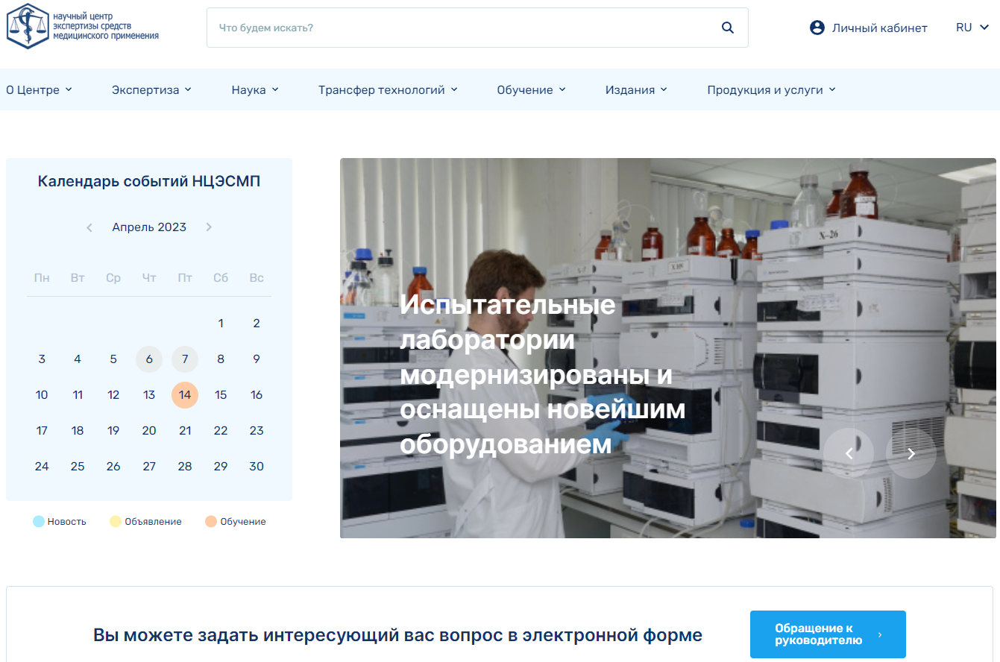 научный центр
экспертизы средств
медицинского применения
Что будем искать?
Личный кабинет
RU
О Центре
Экспертиза
Наука
Трансфер технологий
Обучение
Издания
Продукция и услуги
Календарь событий НЦЭСМП
Апрель 2023
Пн Вт Ср Чт Пт Сб Вс
1 2
3 4 5 6 7 8 9
10 11 12 13 14 15 16
17 18 19 20 21 22 23
24 25 26 27 28 29 30
Новость Объявление Обучение
X-26
Испытательные
лаборатории
модернизированы и
оснащены новейшим
оборудованием
Вы можете задать интересующий вас вопрос в электронной форме
Обращение к
руководителю